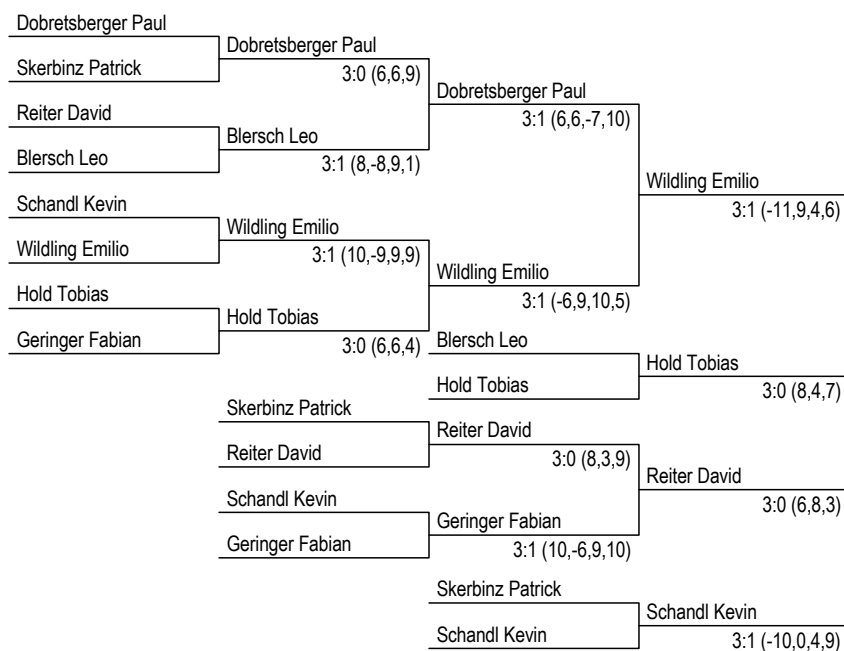 Dobretsberger Paul
Dobretsberger Paul
Skerbinz Patrick
3:0 (6,6,9)
Dobretsberger Paul
Reiter David
3:1 (6,6,-7,10)
Blersch Leo
Blersch Leo
3:1 (8,-8,9,1)
Wildling Emilio
Schandl Kevin
3:1 (-11,9,4,6)
Wildling Emilio
Wildling Emilio
3:1 (10,-9,9,9)
Wildling Emilio
Hold Tobias
3:1 (-6,9,10,5)
Hold Tobias
Geringer Fabian
3:0 (6,6,4)
Blersch Leo
Hold Tobias
Hold Tobias
3:0 (8,4,7)
Skerbinz Patrick
Reiter David
Reiter David
3:0 (8,3,9)
Reiter David
Schandl Kevin
3:0 (6,8,3)
Geringer Fabian
Geringer Fabian
3:1 (10,-6,9,10)
Skerbinz Patrick
Schandl Kevin
Schandl Kevin
3:1 (-10,0,4,9)